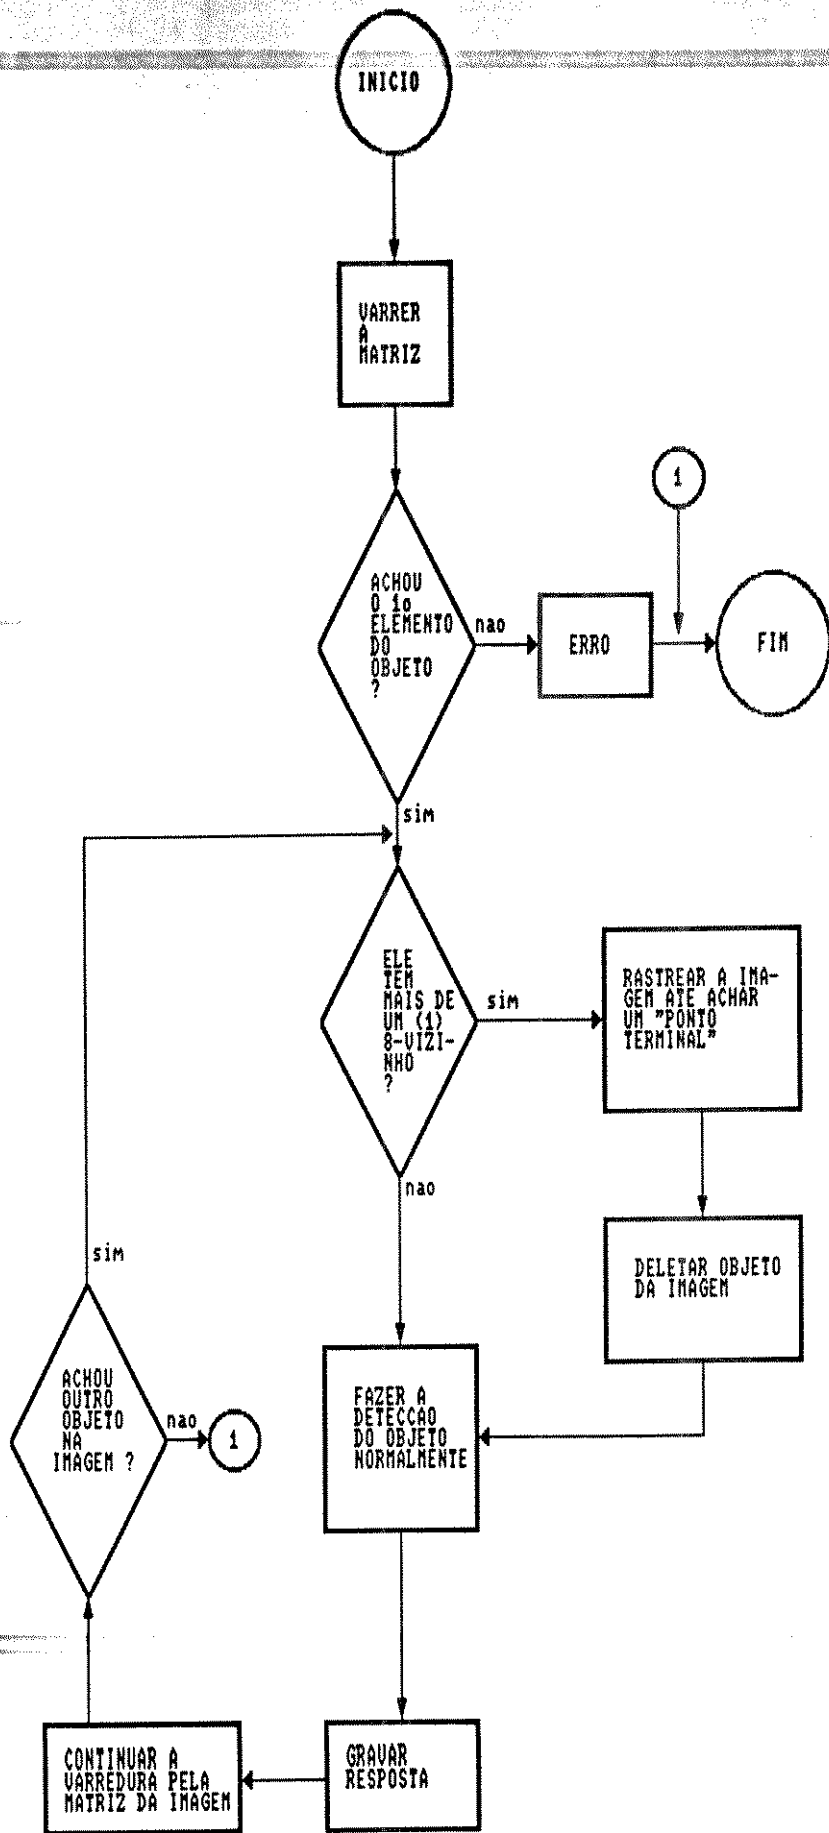 INICIO
VARRER
A
MATRIZ
1
ACHOU
O 1o
ELEMENTO
DO
OBJETO
?
nao
ERRO
FIM
sim
ELE
TEM
MAIS DE
UM (1)
8-VIZI-
NHO
?
sim
RASTREAR A IMA-
GEM ATE ACHAR
UM "PONTO
TERMINAL"
nao
DELETAR OBJETO
DA IMAGEM
sim
ACHOU
OUTRO
OBJETO
NA
IMAGEM ?
nao
1
FAZER A
DETECCAO
DO OBJETO
NORMALMENTE
GRAVAR
RESPOSTA
CONTINUAR A
VARREDURA PELA
MATRIZ DA IMAGEM